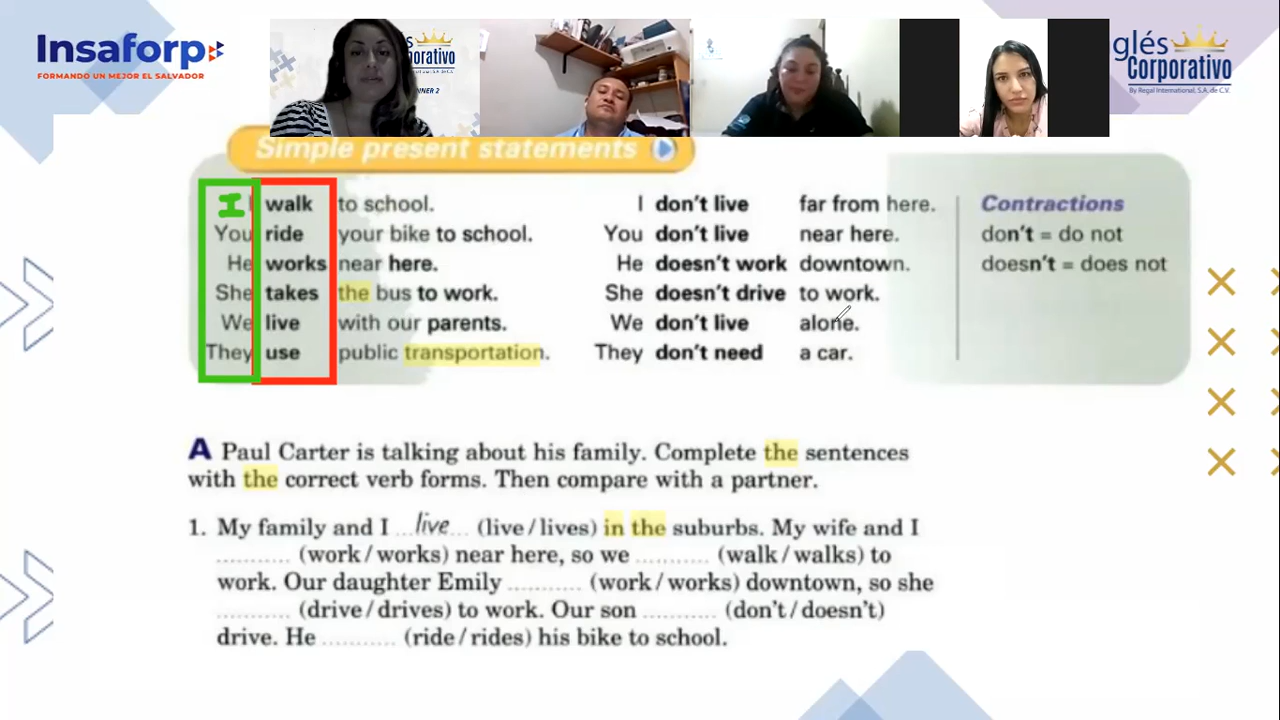 Insaforp
FORMANDO UN MEJOR EL SALVADOR
Corporativo
NNER 2
glés
Corporativo
By Regal International, S.A. de C.V.
Simple present statements
I walk to school. I don't live far from here.
You ride your bike to school. You don't live near here.
He works near here. He doesn't work downtown.
She takes the bus to work. She doesn't drive to work.
We live with our parents. We don't live alone.
They use public transportation. They don't need a car.
Contractions
don't = do not
doesn't = does not
A Paul Carter is talking about his family. Complete the sentences
with the correct verb forms. Then compare with a partner.
1. My family and I ...live... (live / lives) in the suburbs. My wife and I
........... (work / works) near here, so we ........... (walk / walks) to
work. Our daughter Emily ........... (work / works) downtown, so she
........... (drive / drives) to work. Our son ........... (don't / doesn't)
drive. He ........... (ride / rides) his bike to school.